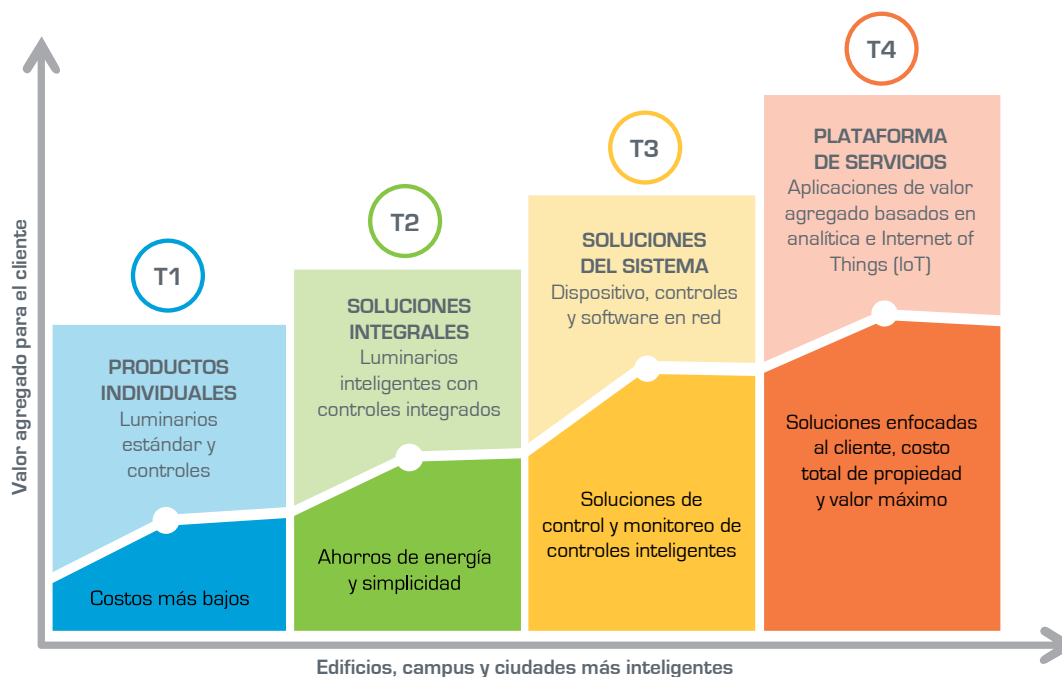 Valor agregado para el cliente
T1
PRODUCTOS
INDIVIDUALES
Luminarios
estándar y
controles
Costos más bajos
T2
SOLUCIONES
INTEGRALES
Luminarios
inteligentes con
controles integrados
Ahorros de energía
y simplicidad
T3
SOLUCIONES
DEL SISTEMA
Dispositivo, controles
y software en red
Soluciones de
control y monitoreo de
controles inteligentes
T4
PLATAFORMA
DE SERVICIOS
Aplicaciones de valor
agregado basados en
analítica e Internet of
Things (IoT)
Soluciones enfocadas
al cliente, costo
total de propiedad
y valor máximo
Edificios, campus y ciudades más inteligentes